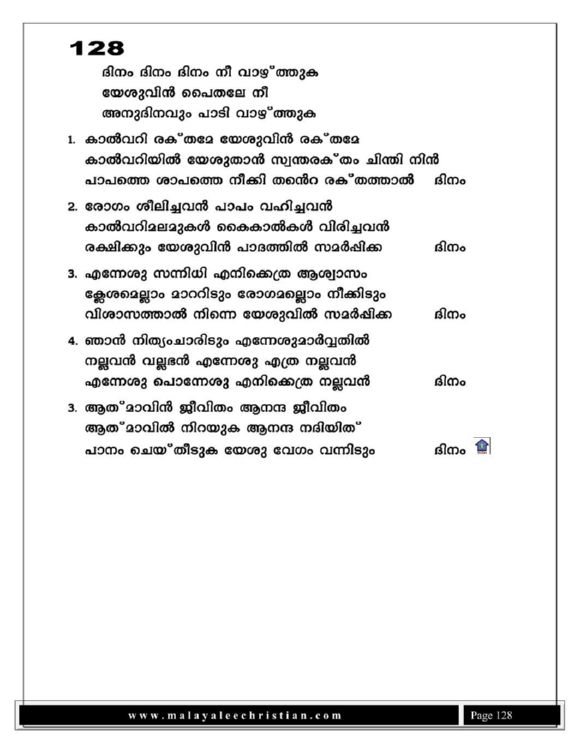 128
ദിനം ദിനം ദിനം നീ വാഴ്ത്തുക
യേശുവിൻ പൈതലേ നീ
അനുദിനവും പാടി വാഴ്ത്തുക
1. കാൽവറി രക്തമേ യേശുവിൻ രക്തമേ
കാൽവറിയിൽ യേശുതാൻ സ്വന്തരക്തം ചിന്തി നിൻ
പാപത്തെ ശാപത്തെ നീക്കി തൻെറ രക്തത്താൽ ദിനം
2. രോഗം ശീലിച്ചവൻ പാപം വഹിച്ചവൻ
കാൽവറിമലമുകൾ കൈകാൽകൾ വിരിച്ചവൻ
രക്ഷിക്കും യേശുവിൻ പാദത്തിൽ സമർപ്പിക്ക ദിനം
3. എന്നേശു സന്നിധി എനിക്കെത്ര ആശ്വാസം
ക്ലേശമെല്ലാം മാററിടും രോഗമല്ലൊം നീക്കിടും
വിശാസത്താൽ നിന്നെ യേശുവിൽ സമർപ്പിക്ക ദിനം
4. ഞാൻ നിത്യംചാരിടും എന്നേശുമാർവ്വതിൽ
നല്ലവൻ വല്ലഭൻ എന്നേശു എത്ര നല്ലവൻ
എന്നേശു പൊന്നേശു എനിക്കെത്ര നല്ലവൻ ദിനം
3. ആത്മാവിൻ ജീവിതം ആനന്ദ ജീവിതം
ആത്മാവിൽ നിറയുക ആനന്ദ നദിയിത്
പാനം ചെയ്തീടുക യേശു വേഗം വന്നിടും ദിനം
www.malayaleechristian.com Page 128